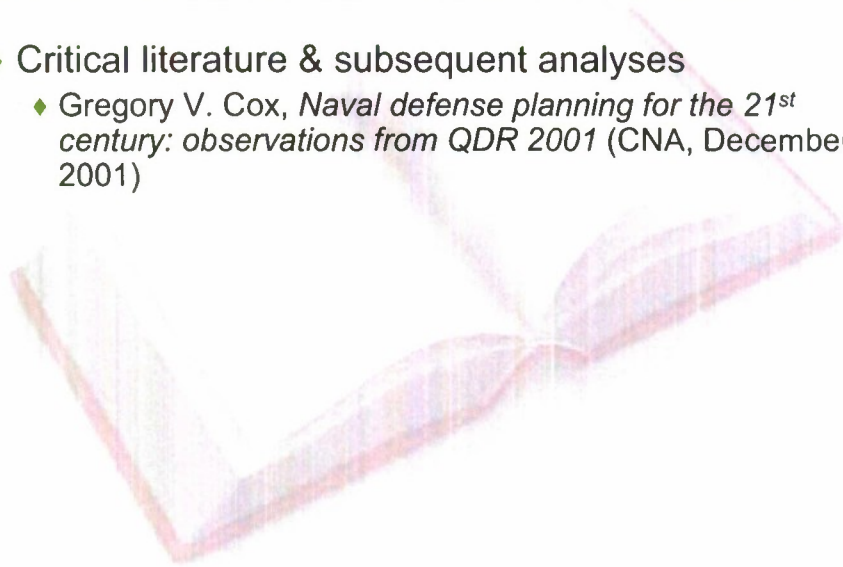 Critical literature & subsequent analyses
♦ Gregory V. Cox, Naval defense planning for the 21st
century: observations from QDR 2001 (CNA, Decembe
2001)